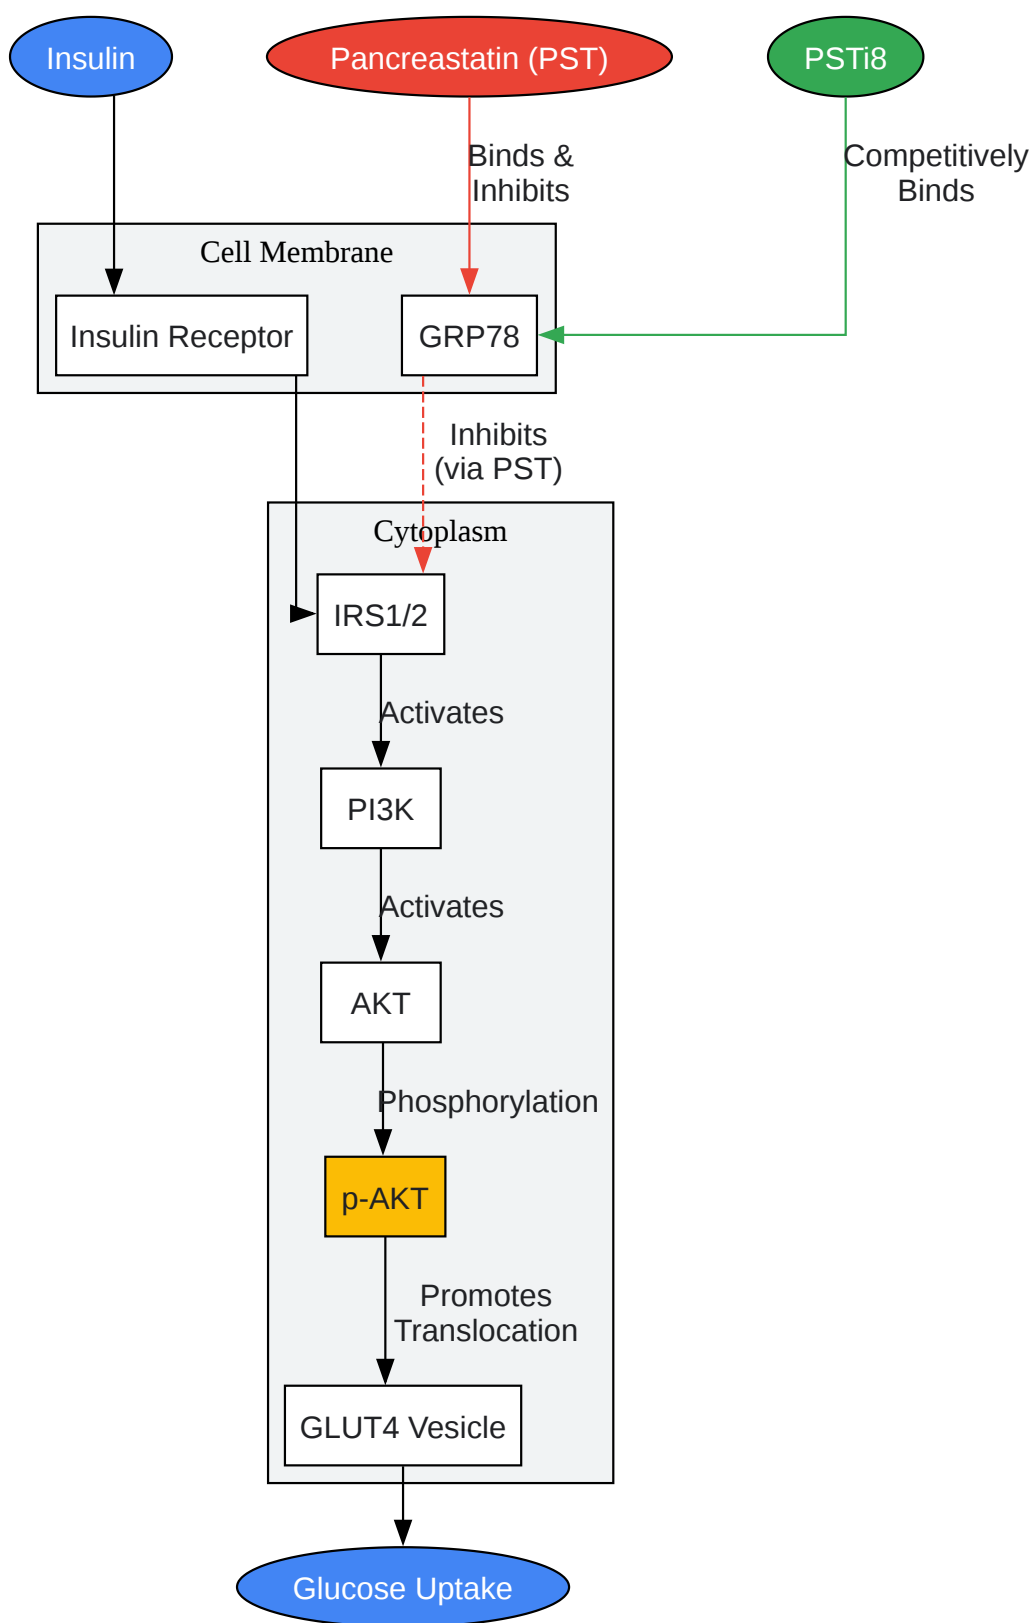 Insulin
Pancreastatin (PST)
PSTi8
Binds &
Inhibits
Competitively
Binds
Cell Membrane
Insulin Receptor
GRP78
Inhibits
(via PST)
Cytoplasm
IRS1/2
Activates
PI3K
Activates
AKT
Phosphorylation
p-AKT
Promotes
Translocation
GLUT4 Vesicle
Glucose Uptake